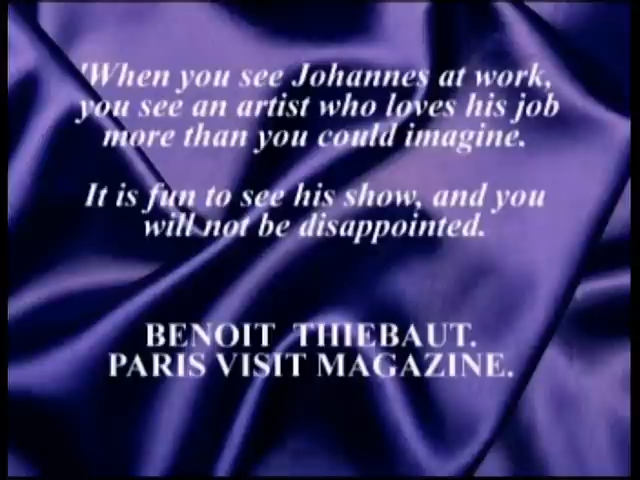 'When you see Johannes at work,
you see an artist who loves his job
more than you could imagine.
It is fun to see his show, and you
will not be disappointed.
BENOIT THIEBAUT.
PARIS VISIT MAGAZINE.